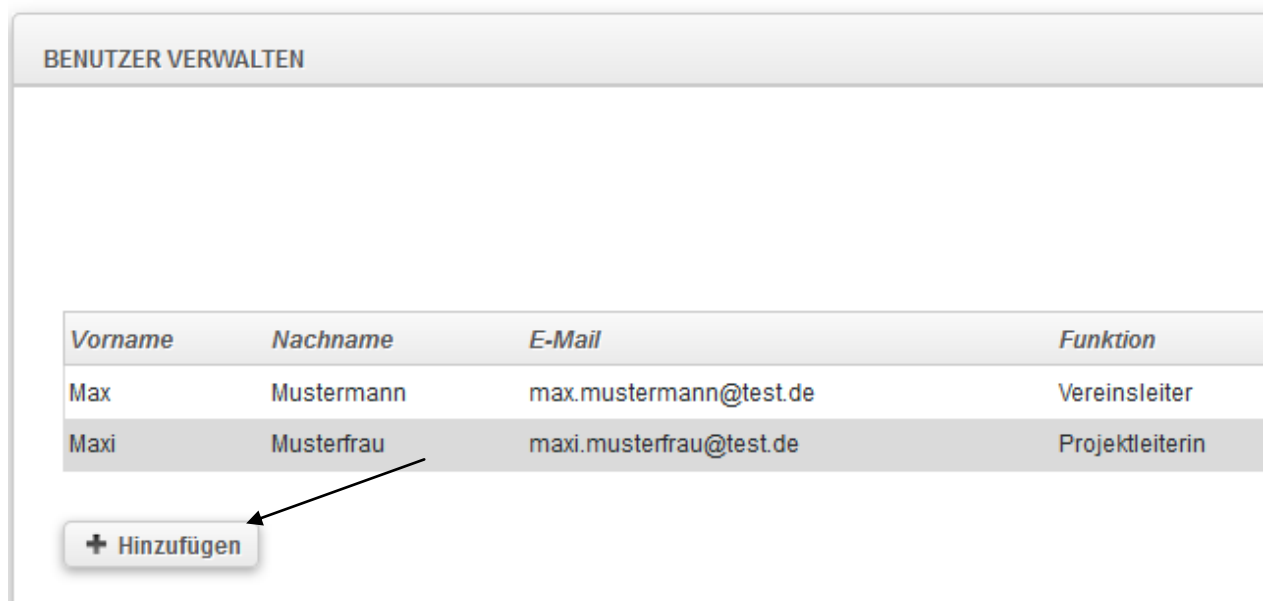 BENUTZER VERWALTEN
Vorname Nachname E-Mail Funktion
Max Mustermann max.mustermann@test.de Vereinsleiter
Maxi Musterfrau maxi.musterfrau@test.de Projektleiterin
+ Hinzufügen